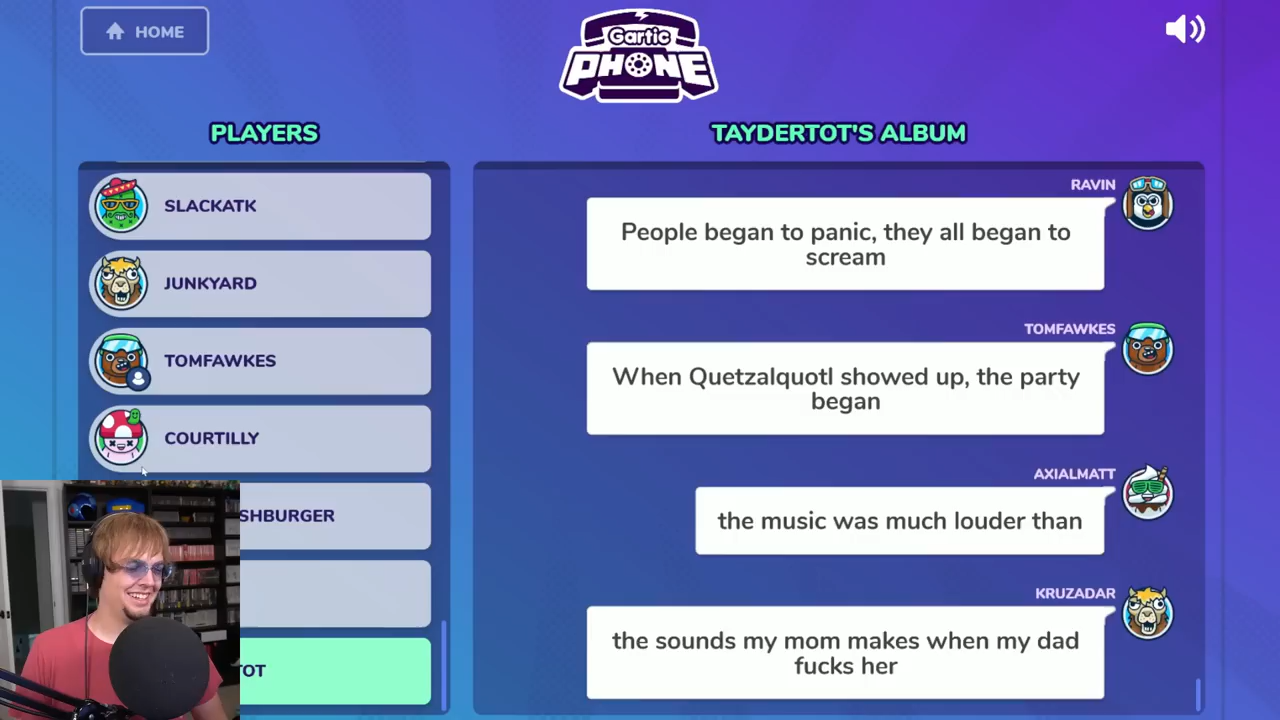 HOME
Gartic
PHONE
PLAYERS
SLACKATK
JUNKYARD
TOMFAWKES
COURTILLY
SHBURGER
TOT
TAYDERTOT'S ALBUM
RAVIN
People began to panic, they all began to
scream
TOMFAWKES
When Quetzalquotl showed up, the party
began
AXIALMATT
the music was much louder than
KRUZADAR
the sounds my mom makes when my dad
fucks her